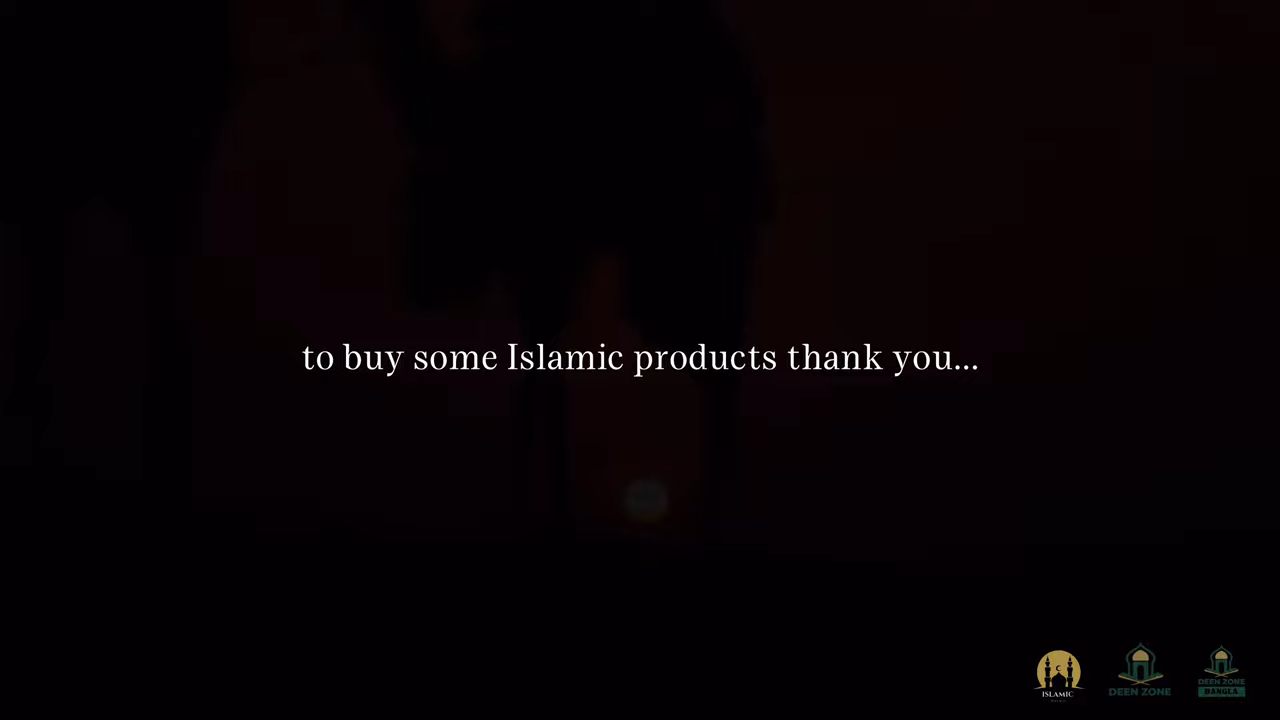 to buy some Islamic products thank you...
ISLAMIC
DEEN ZONE
DEEN ZONE
BANGLA